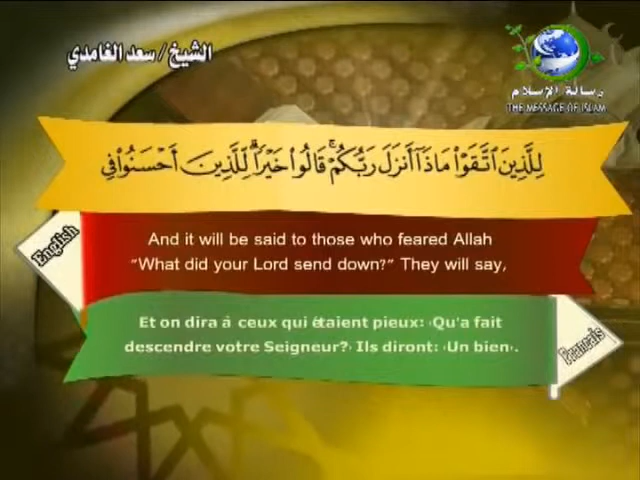 الشيخ/سعد الغامدي
رسالة الإسلام
THE MESSAGE OF ISLAM
لِلَّذِينَ ٱتَّقَوْا۟ مَاذَآ أَنزَلَ رَبُّكُمْ ۚ قَالُوا۟ خَيْرًا ۗ لِّلَّذِينَ أَحْسَنُوا۟ فِى
English
And it will be said to those who feared Allah
“What did your Lord send down?” They will say,
Et on dira à ceux qui étaient pieux: ‹Qu'a fait
descendre votre Seigneur?› Ils diront: ‹Un bien›.
Francais